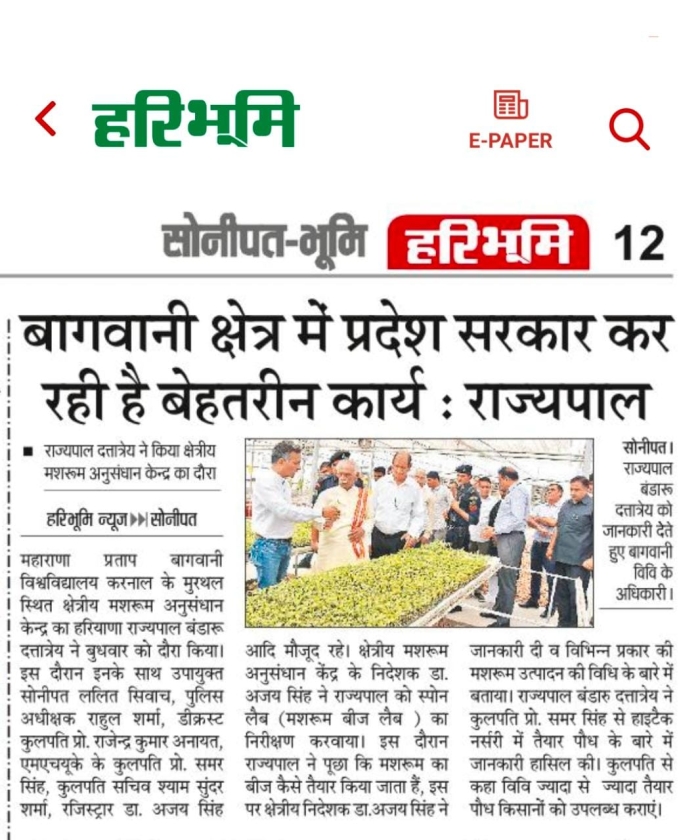 हरिभूमि
E-PAPER
सोनीपत-भूमि हरिभूमि 12
बागवानी क्षेत्र में प्रदेश सरकार कर
रही है बेहतरीन कार्य : राज्यपाल
राज्यपाल दत्तात्रेय ने किया क्षेत्रीय
मशरूम अनुसंधान केन्द्र का दौरा
हरिभूमि न्यूज सोनीपत
महाराणा प्रताप बागवानी
विश्वविद्यालय करनाल के मुरथल
स्थित क्षेत्रीय मशरूम अनुसंधान
केन्द्र का हरियाणा राज्यपाल बंडारू
दत्तात्रेय ने बुधवार को दौरा किया।
इस दौरान इनके साथ उपायुक्त
सोनीपत ललित सिवाच, पुलिस
अधीक्षक राहुल शर्मा, डीक्रस्ट
कुलपति प्रो. राजेन्द्र कुमार अनायत,
एमएचयूके के कुलपति प्रो. समर
सिंह, कुलपति सचिव श्याम सुंदर
शर्मा, रजिस्ट्रार डा. अजय सिंह
सोनीपत।
राज्यपाल
बंडारू
दत्तात्रेय को
जानकारी देते
हुए बागवानी
विवि के
अधिकारी।
आदि मौजूद रहे। क्षेत्रीय मशरूम
अनुसंधान केंद्र के निदेशक डा.
अजय सिंह ने राज्यपाल को स्पोन
लैब (मशरूम बीज लैब ) का
निरीक्षण करवाया। इस दौरान
राज्यपाल ने पूछा कि मशरूम का
बीज कैसे तैयार किया जाता हैं, इस
पर क्षेत्रीय निदेशक डा.अजय सिंह ने
जानकारी दी व विभिन्न प्रकार की
मशरूम उत्पादन की विधि के बारे में
बताया। राज्यपाल बंडारु दत्तात्रेय ने
कुलपति प्रो. समर सिंह से हाइटैक
नर्सरी में तैयार पौध के बारे में
जानकारी हासिल की। कुलपति से
कहा विवि ज्यादा से ज्यादा तैयार
पौध किसानों को उपलब्ध कराएं।